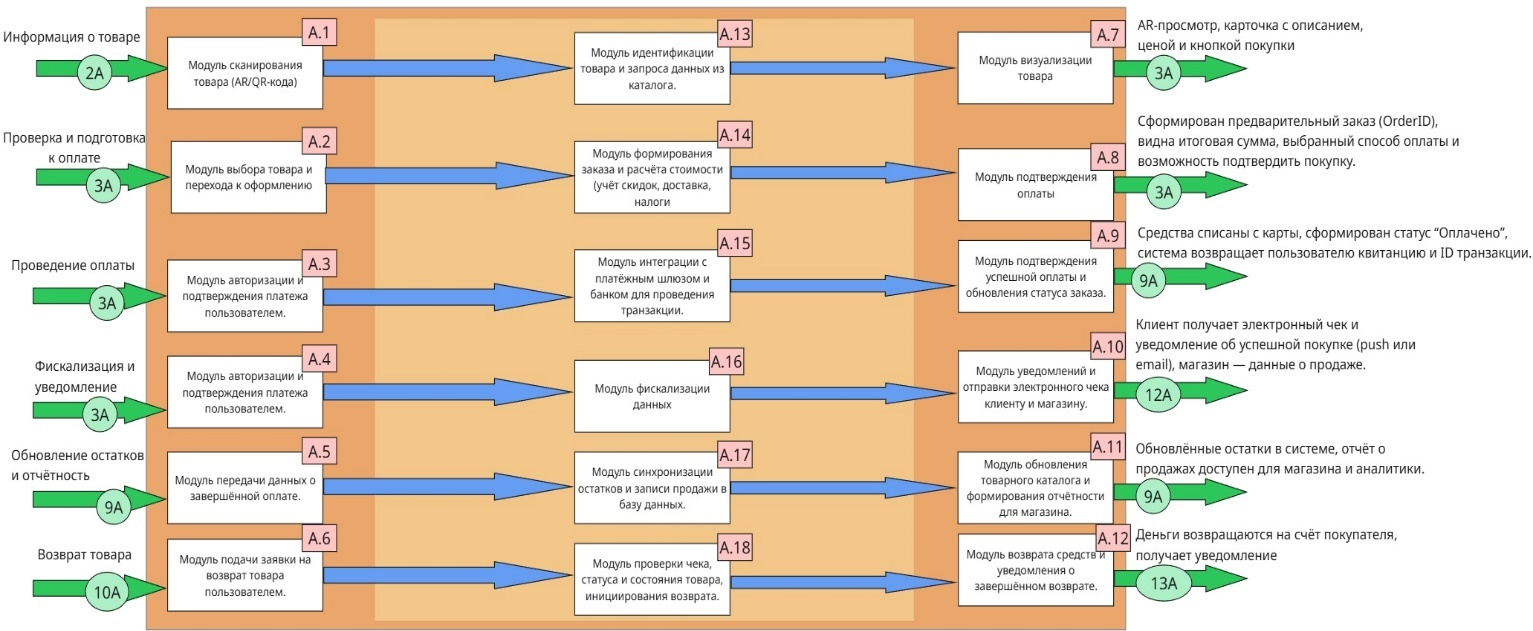 Информация о товаре
2A
A.1
Модуль сканирования
товара (AR/QR-кода)
A.13
Модуль идентификации
товара и запроса данных из
каталога.
A.7
Модуль визуализации
товара
AR-просмотр, карточка с описанием,
ценой и кнопкой покупки
3A
Проверка и подготовка
к оплате
3A
A.2
Модуль выбора товара и
перехода к оформлению
A.14
Модуль формирования
заказа и расчёта стоимости
(учёт скидок, доставка,
налоги
A.8
Модуль подтверждения
оплаты
Сформирован предварительный заказ (OrderID),
видна итоговая сумма, выбранный способ оплаты и
возможность подтвердить покупку.
3A
Проведение оплаты
3A
A.3
Модуль авторизации и
подтверждения платежа
пользователем.
A.15
Модуль интеграции с
платёжным шлюзом и
банком для проведения
транзакции.
A.9
Модуль подтверждения
успешной оплаты и
обновления статуса заказа.
Средства списаны с карты, сформирован статус “Оплачено”,
система возвращает пользователю квитанцию и ID транзакции.
9A
Фискализация и
уведомление
3A
A.4
Модуль авторизации и
подтверждения платежа
пользователем.
A.16
Модуль фискализации
данных
A.10
Модуль уведомлений и
отправки электронного чека
клиенту и магазину.
Клиент получает электронный чек и
уведомление об успешной покупке (push или
email), магазин — данные о продаже.
12A
Обновление остатков
и отчётность
9A
A.5
Модуль передачи данных о
завершённой оплате.
A.17
Модуль синхронизации
остатков и записи продажи в
базу данных.
A.11
Модуль обновления
товарного каталога и
формирования отчётности
для магазина.
Обновлённые остатки в системе, отчёт о
продажах доступен для магазина и аналитики.
9A
Возврат товара
10A
A.6
Модуль подачи заявки на
возврат товара
пользователем.
A.18
Модуль проверки чека,
статуса и состояния товара,
инициирования возврата.
A.12
Модуль возврата средств и
уведомления о
завершённом возврате.
Деньги возвращаются на счёт покупателя,
получает уведомление
13A